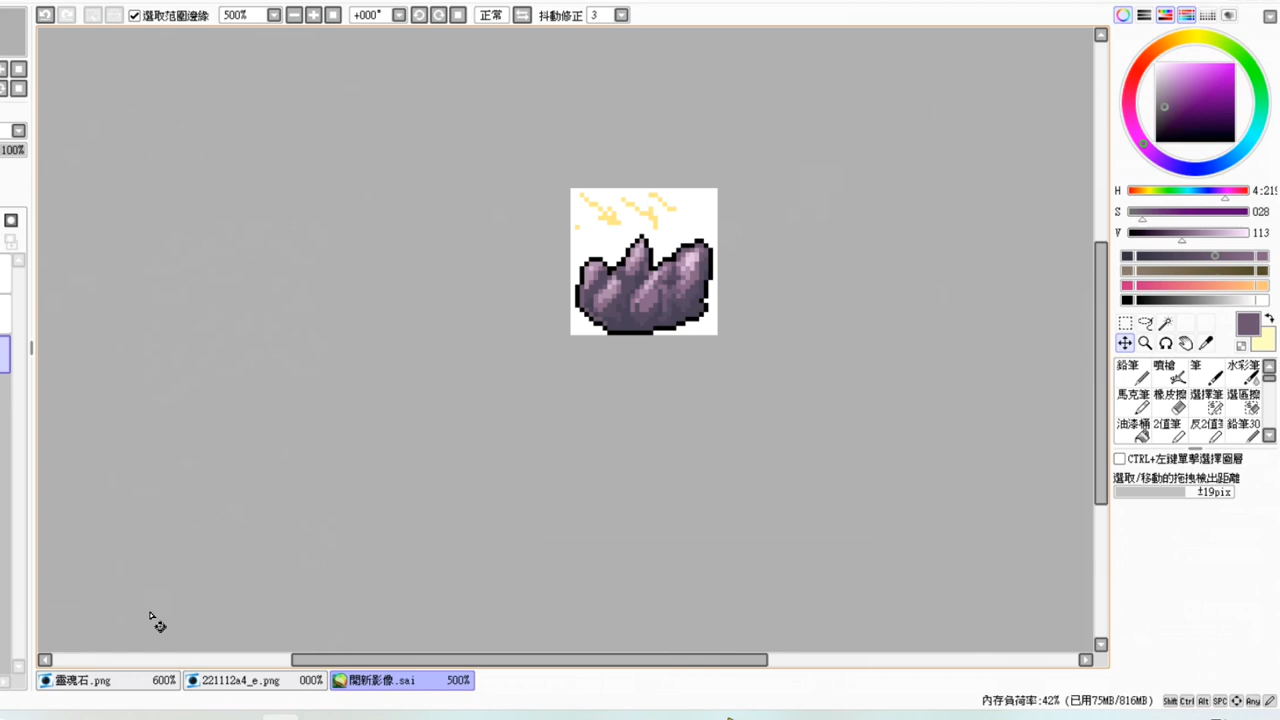 選取范圍邊緣 500% +000° 正常 抖動修正 3
100%
H 4:219
S 028
V 113
鉛筆 噴槍 筆 水彩筆
馬克筆 橡皮擦 選擇筆 選區擦
油漆桶 2值筆 反2值筆 鉛筆30
CTRL+左鍵單擊選擇圖層
選取/移動的拖拽檢出距離
±19pix
靈魂石.png 600% 221112a4_e.png 000% 開新影像.sai 500%
內存負荷率:42% (已用75MB/816MB) Shift Ctrl Alt SPC Any